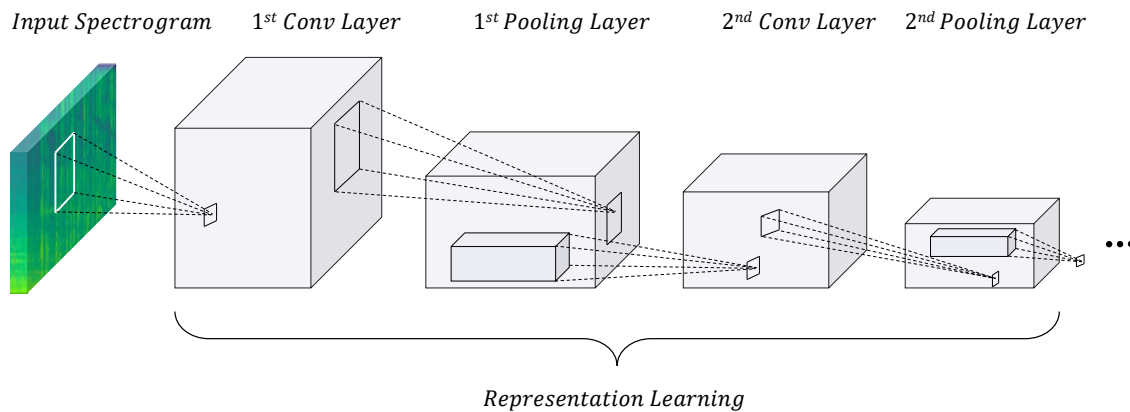 Input Spectrogram
1st Conv Layer
1st Pooling Layer
2nd Conv Layer
2nd Pooling Layer
Representation Learning